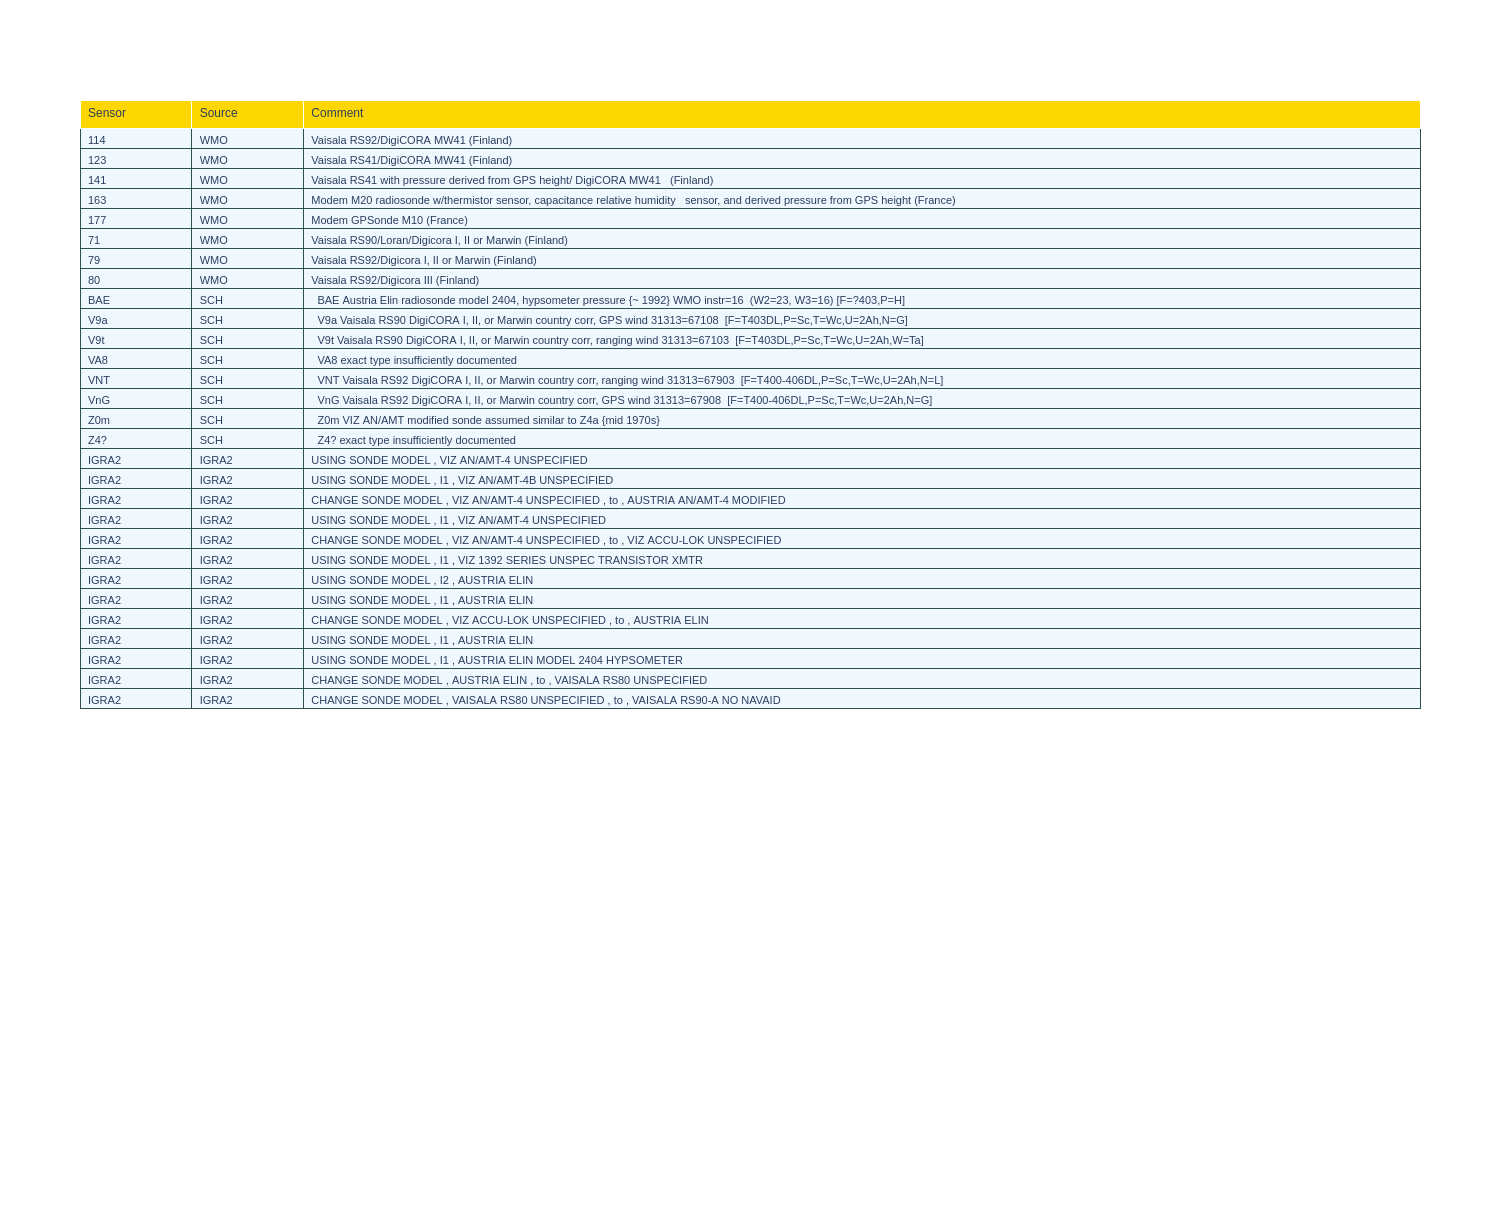 Sensor Source Comment
114 WMO Vaisala RS92/DigiCORA MW41 (Finland)
123 WMO Vaisala RS41/DigiCORA MW41 (Finland)
141 WMO Vaisala RS41 with pressure derived from GPS height/ DigiCORA MW41   (Finland)
163 WMO Modem M20 radiosonde w/thermistor sensor, capacitance relative humidity   sensor, and derived pressure from GPS height (France)
177 WMO Modem GPSonde M10 (France)
71 WMO Vaisala RS90/Loran/Digicora I, II or Marwin (Finland)
79 WMO Vaisala RS92/Digicora I, II or Marwin (Finland)
80 WMO Vaisala RS92/Digicora III (Finland)
BAE SCH BAE Austria Elin radiosonde model 2404, hypsometer pressure {~ 1992} WMO instr=16  (W2=23, W3=16) [F=?403,P=H]
V9a SCH V9a Vaisala RS90 DigiCORA I, II, or Marwin country corr, GPS wind 31313=67108  [F=T403DL,P=Sc,T=Wc,U=2Ah,N=G]
V9t SCH V9t Vaisala RS90 DigiCORA I, II, or Marwin country corr, ranging wind 31313=67103  [F=T403DL,P=Sc,T=Wc,U=2Ah,W=Ta]
VA8 SCH VA8 exact type insufficiently documented
VNT SCH VNT Vaisala RS92 DigiCORA I, II, or Marwin country corr, ranging wind 31313=67903  [F=T400-406DL,P=Sc,T=Wc,U=2Ah,N=L]
VnG SCH VnG Vaisala RS92 DigiCORA I, II, or Marwin country corr, GPS wind 31313=67908  [F=T400-406DL,P=Sc,T=Wc,U=2Ah,N=G]
Z0m SCH Z0m VIZ AN/AMT modified sonde assumed similar to Z4a {mid 1970s}
Z4? SCH Z4? exact type insufficiently documented
IGRA2 IGRA2 USING SONDE MODEL , VIZ AN/AMT-4 UNSPECIFIED
IGRA2 IGRA2 USING SONDE MODEL , I1 , VIZ AN/AMT-4B UNSPECIFIED
IGRA2 IGRA2 CHANGE SONDE MODEL , VIZ AN/AMT-4 UNSPECIFIED , to , AUSTRIA AN/AMT-4 MODIFIED
IGRA2 IGRA2 USING SONDE MODEL , I1 , VIZ AN/AMT-4 UNSPECIFIED
IGRA2 IGRA2 CHANGE SONDE MODEL , VIZ AN/AMT-4 UNSPECIFIED , to , VIZ ACCU-LOK UNSPECIFIED
IGRA2 IGRA2 USING SONDE MODEL , I1 , VIZ 1392 SERIES UNSPEC TRANSISTOR XMTR
IGRA2 IGRA2 USING SONDE MODEL , I2 , AUSTRIA ELIN
IGRA2 IGRA2 USING SONDE MODEL , I1 , AUSTRIA ELIN
IGRA2 IGRA2 CHANGE SONDE MODEL , VIZ ACCU-LOK UNSPECIFIED , to , AUSTRIA ELIN
IGRA2 IGRA2 USING SONDE MODEL , I1 , AUSTRIA ELIN
IGRA2 IGRA2 USING SONDE MODEL , I1 , AUSTRIA ELIN MODEL 2404 HYPSOMETER
IGRA2 IGRA2 CHANGE SONDE MODEL , AUSTRIA ELIN , to , VAISALA RS80 UNSPECIFIED
IGRA2 IGRA2 CHANGE SONDE MODEL , VAISALA RS80 UNSPECIFIED , to , VAISALA RS90-A NO NAVAID